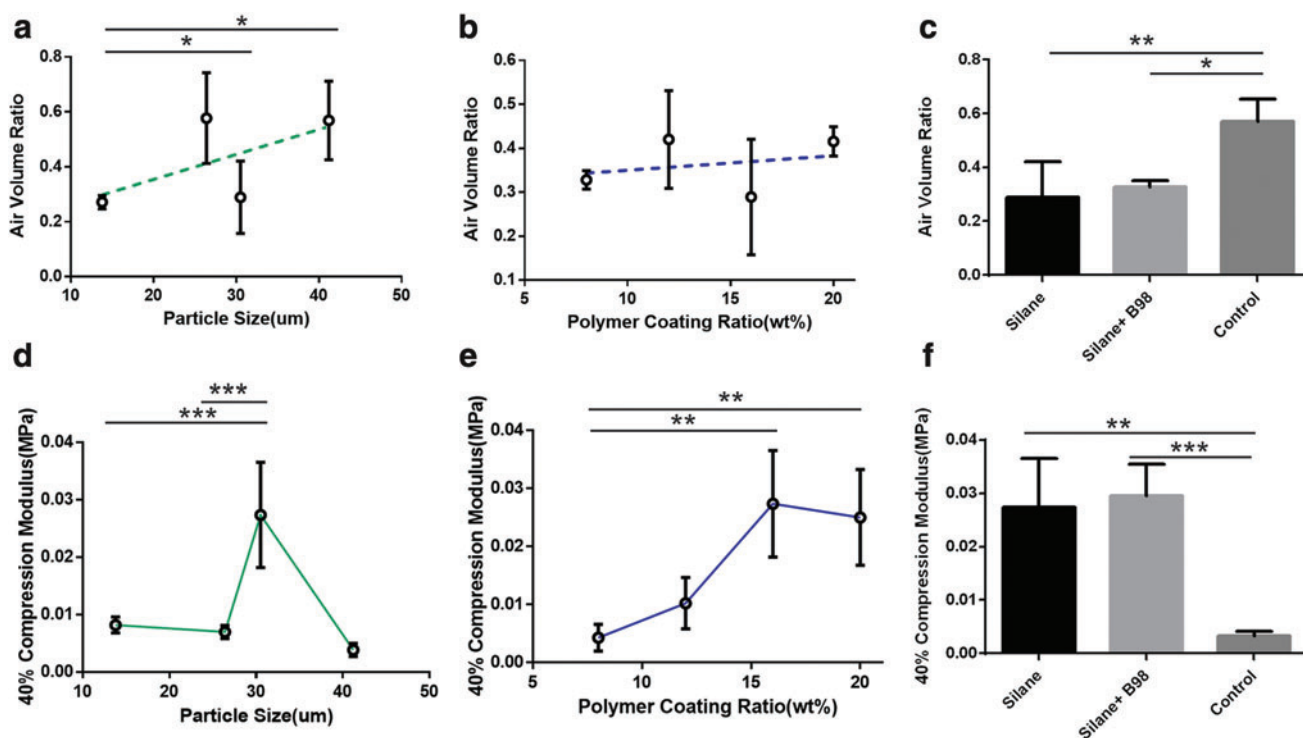 a
*
*
0.8
0.6
0.4
0.2
0.0
Air Volume Ratio
10 20 30 40 50
Particle Size(um)
b
0.5
0.4
0.3
0.2
0.1
Air Volume Ratio
5 10 15 20
Polymer Coating Ratio(wt%)
c
**
*
0.8
0.6
0.4
0.2
0.0
Air Volume Ratio
Silane
Silane+ B98
Control
d
***
***
0.04
0.03
0.02
0.01
0.00
40% Compression Modulus(MPa)
10 20 30 40 50
Particle Size(um)
e
**
**
0.04
0.03
0.02
0.01
0.00
40% Compression Modulus(MPa)
5 10 15 20
Polymer Coating Ratio(wt%)
f
**
***
0.04
0.03
0.02
0.01
0.00
40% Compression Modulus(MPa)
Silane
Silane+ B98
Control